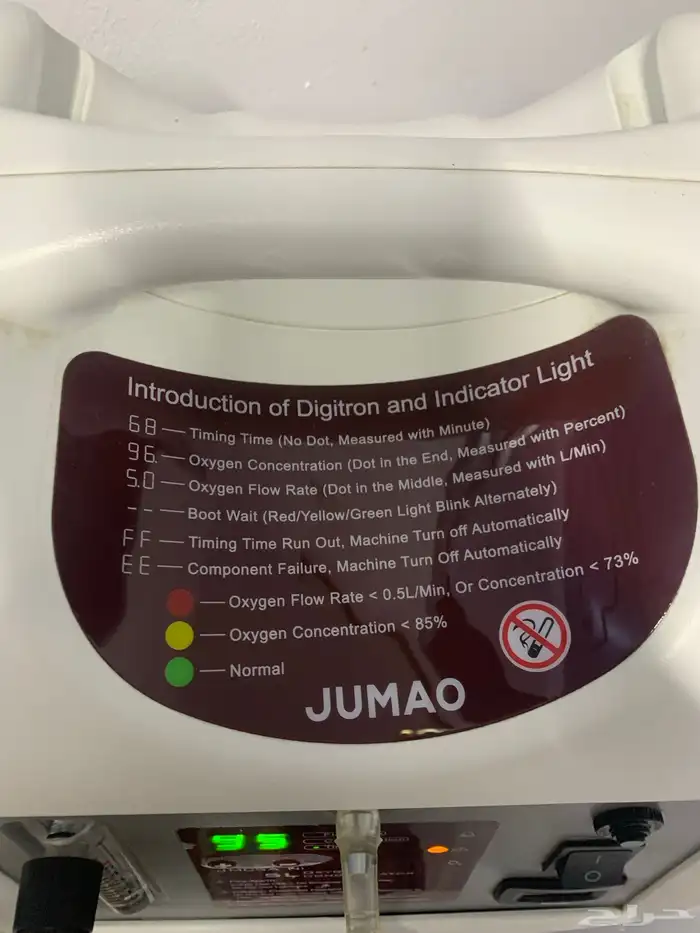 Introduction of Digitron and Indicator Light
68 — Timing Time (No Dot, Measured with Minute)
96. — Oxygen Concentration (Dot in the End, Measured with Percent)
5.0 — Oxygen Flow Rate (Dot in the Middle, Measured with L/Min)
-- — Boot Wait (Red/Yellow/Green Light Blink Alternately)
FF — Timing Time Run Out, Machine Turn off Automatically
EE — Component Failure, Machine Turn Off Automatically
— Oxygen Flow Rate < 0.5L/Min, Or Concentration < 73%
— Oxygen Concentration < 85%
— Normal
JUMAO
95
5L
حراج